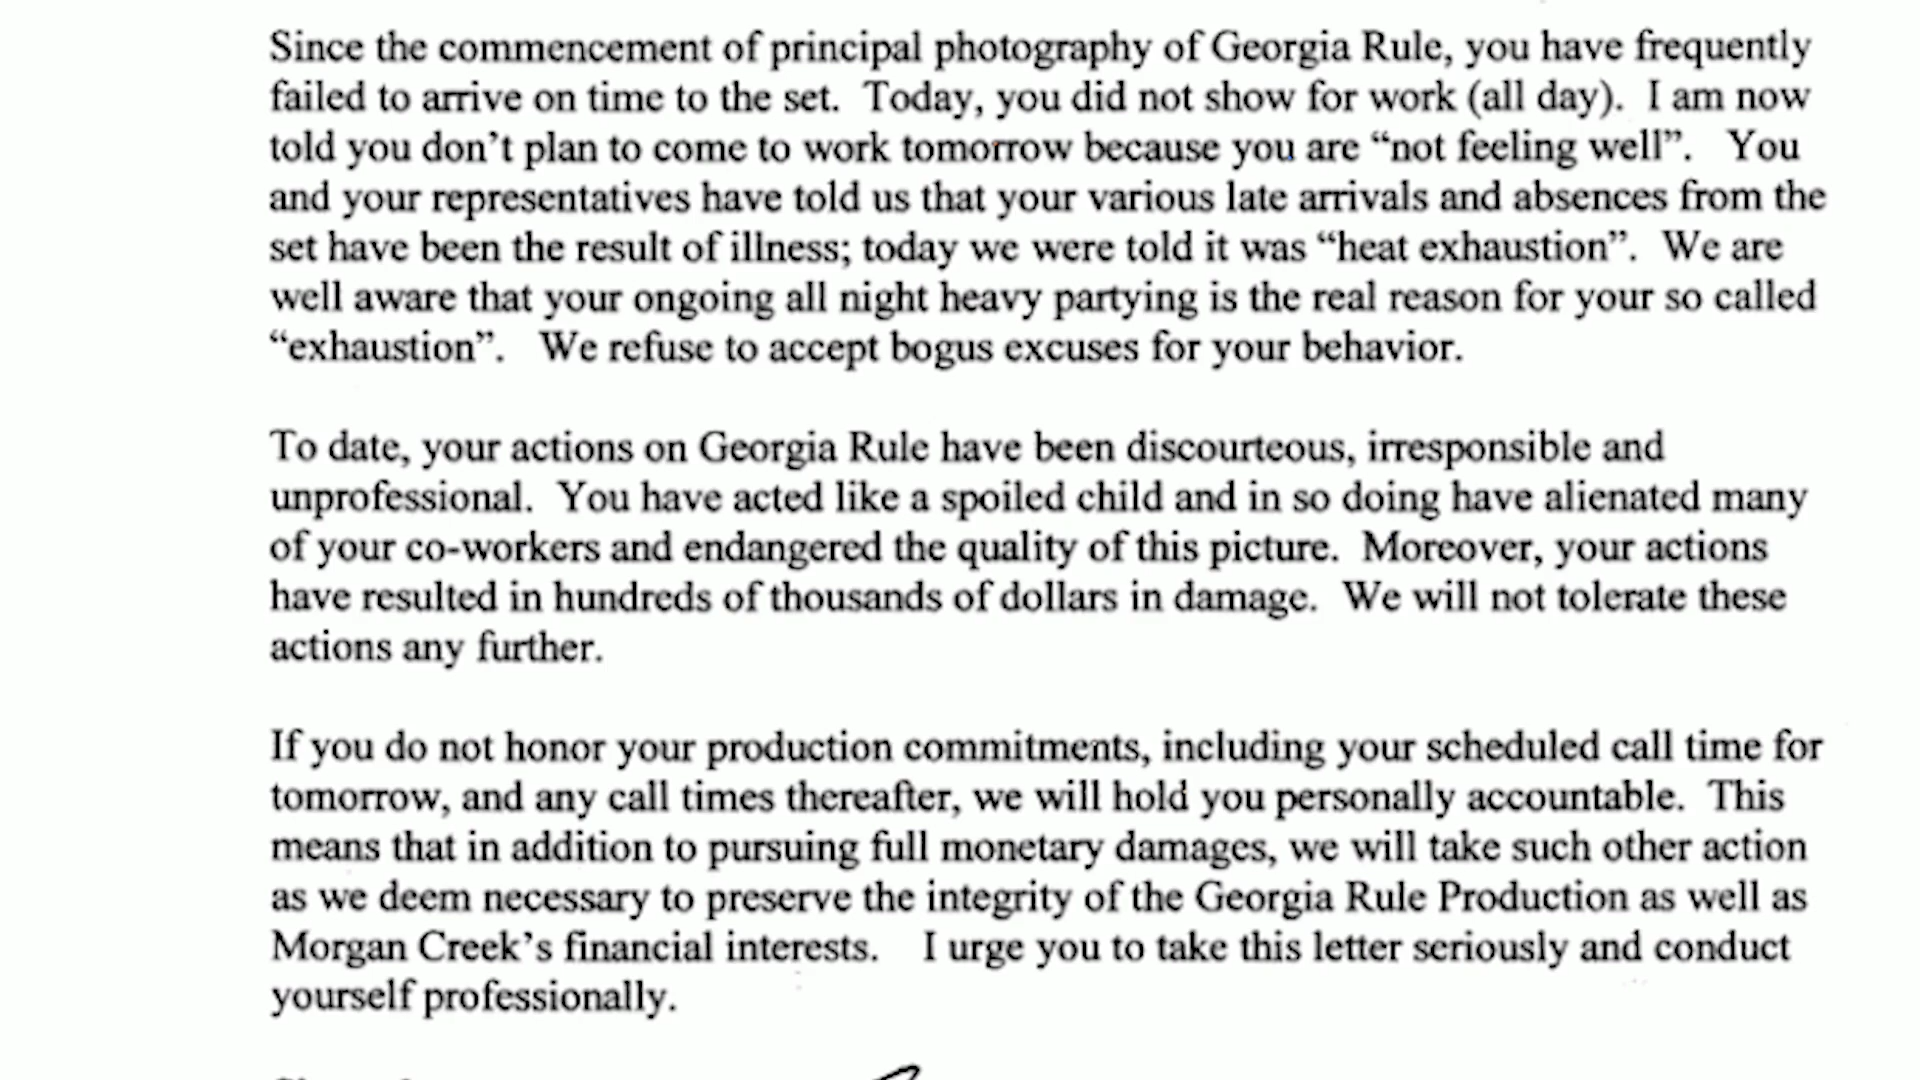 Since the commencement of principal photography of Georgia Rule, you have frequently
failed to arrive on time to the set.  Today, you did not show for work (all day).  I am now
told you don’t plan to come to work tomorrow because you are “not feeling well”.   You
and your representatives have told us that your various late arrivals and absences from the
set have been the result of illness; today we were told it was “heat exhaustion”.  We are
well aware that your ongoing all night heavy partying is the real reason for your so called
“exhaustion”.   We refuse to accept bogus excuses for your behavior.
To date, your actions on Georgia Rule have been discourteous, irresponsible and
unprofessional.  You have acted like a spoiled child and in so doing have alienated many
of your co-workers and endangered the quality of this picture.  Moreover, your actions
have resulted in hundreds of thousands of dollars in damage.  We will not tolerate these
actions any further.
If you do not honor your production commitments, including your scheduled call time for
tomorrow, and any call times thereafter, we will hold you personally accountable.  This
means that in addition to pursuing full monetary damages, we will take such other action
as we deem necessary to preserve the integrity of the Georgia Rule Production as well as
Morgan Creek’s financial interests.   I urge you to take this letter seriously and conduct
yourself professionally.